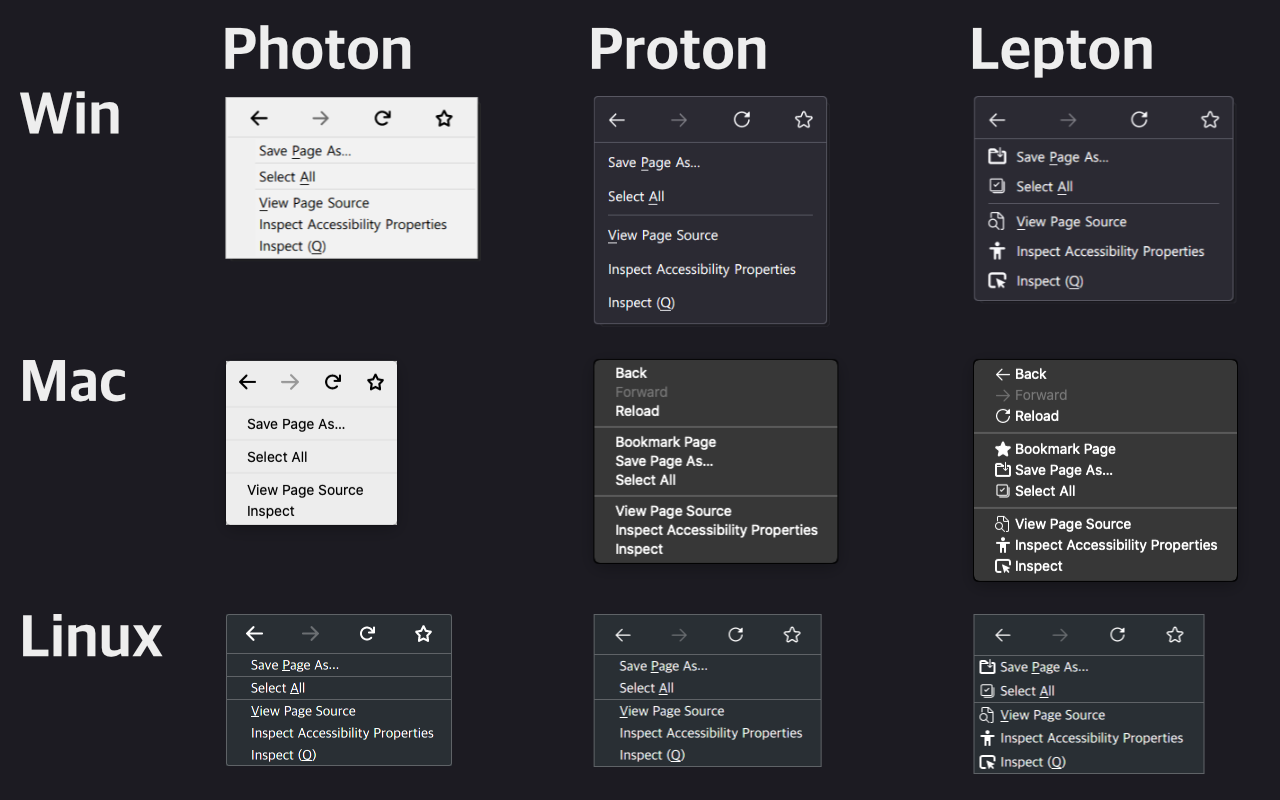 Photon
Proton
Lepton
Win
Save Page As...
Select All
View Page Source
Inspect Accessibility Properties
Inspect (Q)
Save Page As...
Select All
View Page Source
Inspect Accessibility Properties
Inspect (Q)
Save Page As...
Select All
View Page Source
Inspect Accessibility Properties
Inspect (Q)
Mac
Save Page As...
Select All
View Page Source
Inspect
Back
Forward
Reload
Bookmark Page
Save Page As...
Select All
View Page Source
Inspect Accessibility Properties
Inspect
Back
Forward
Reload
Bookmark Page
Save Page As...
Select All
View Page Source
Inspect Accessibility Properties
Inspect
Linux
Save Page As...
Select All
View Page Source
Inspect Accessibility Properties
Inspect (Q)
Save Page As...
Select All
View Page Source
Inspect Accessibility Properties
Inspect (Q)
Save Page As...
Select All
View Page Source
Inspect Accessibility Properties
Inspect (Q)